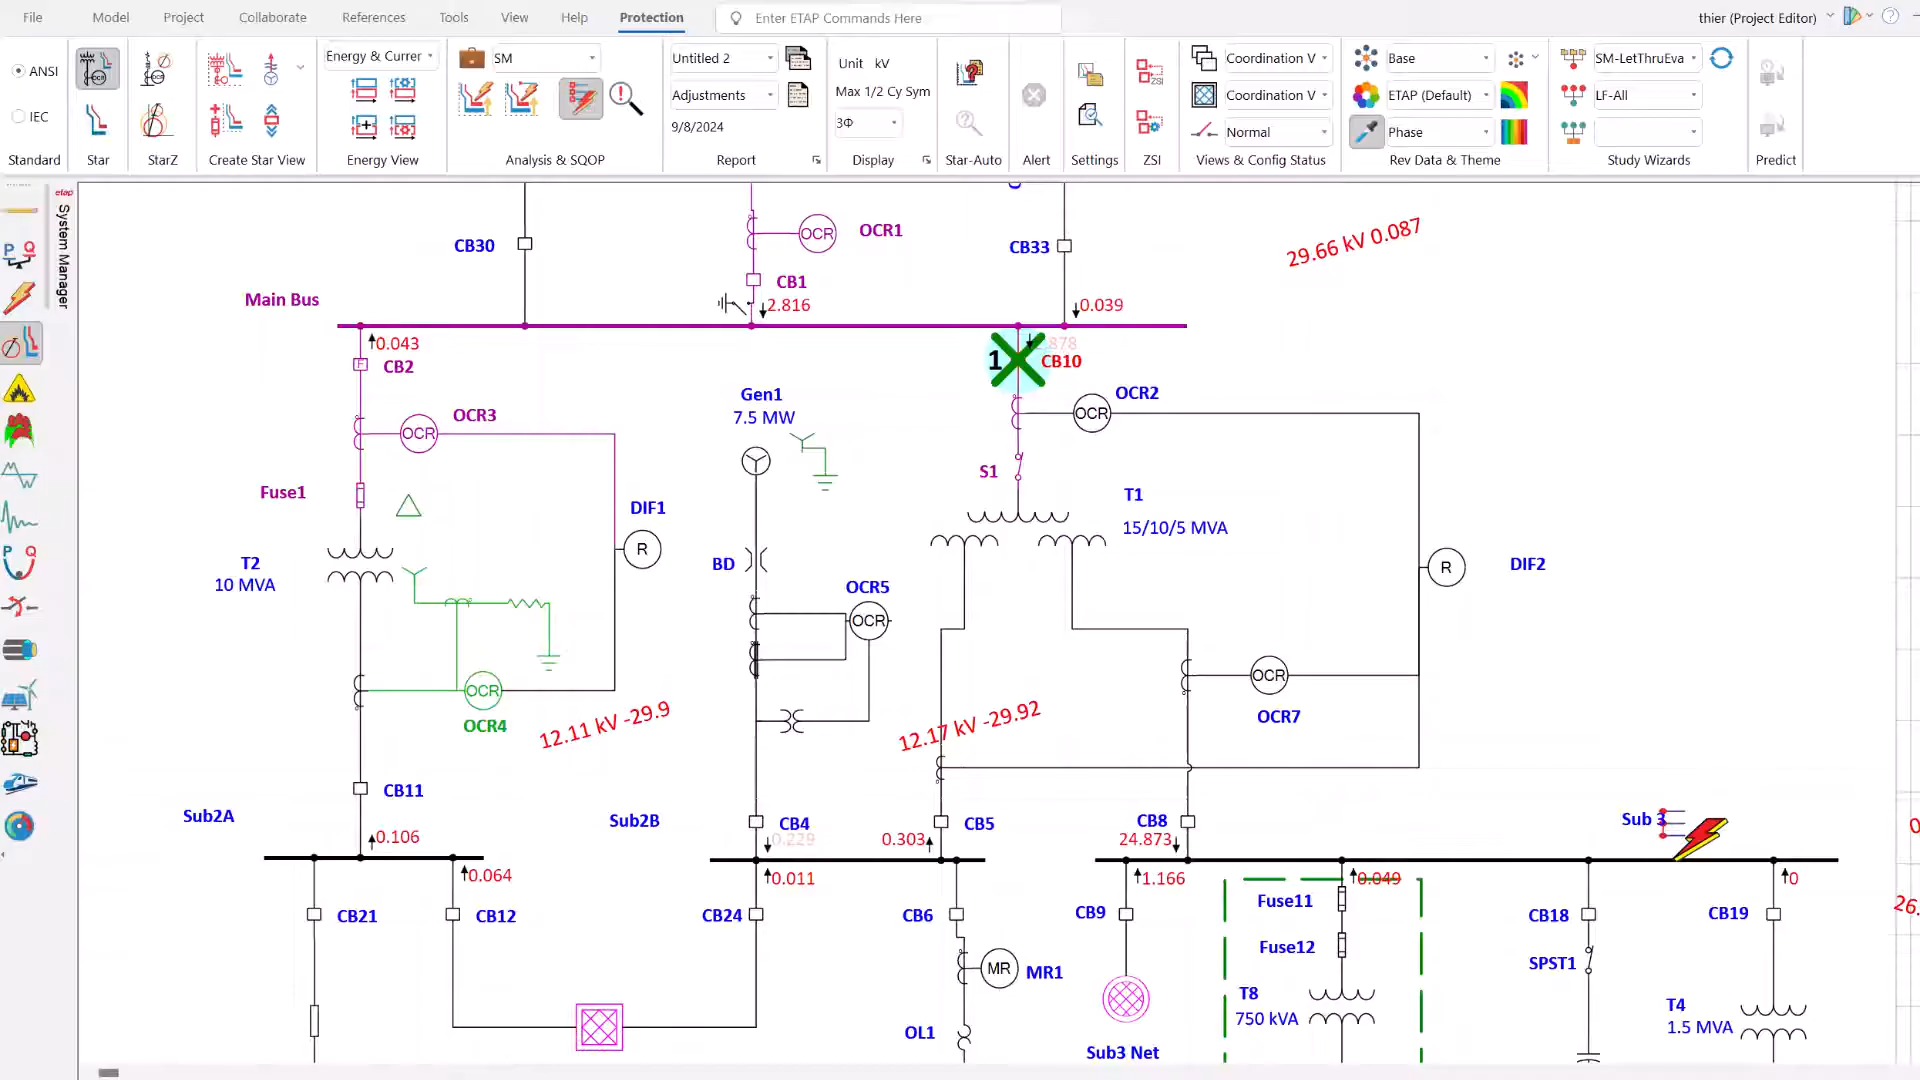 File Model Project Collaborate References Tools View Help Protection Enter ETAP Commands Here thier (Project Editor)
ANSI
IEC
Standard
Star
StarZ
Create Star View
Energy & Currer
Energy View
SM
Analysis & SQOP
Untitled 2
Adjustments
9/8/2024
Report
Unit kV
Max 1/2 Cy Sym
3Φ
Display
Star-Auto
Alert
Settings
ZSI
ZSI
Coordination V
Coordination V
Normal
Views & Config Status
Base
ETAP (Default)
Phase
Rev Data & Theme
SM-LetThruEva
LF-All
Study Wizards
Predict
etap
System Manager
P Q
P Q
CB30
OCR
OCR1
CB33
29.66 kV 0.087
CB1
Main Bus
2.816
0.039
0.043
CB2
F
1
.878
CB10
Gen1
7.5 MW
OCR
OCR2
OCR
OCR3
S1
Fuse1
T1
15/10/5 MVA
DIF1
R
T2
10 MVA
BD
OCR5
OCR
R
DIF2
OCR
OCR4
12.11 kV -29.9
12.17 kV -29.92
OCR
OCR7
CB11
Sub2A
Sub2B
CB4
0.229
CB5
0.303
CB8
24.873
Sub 3
0.106
0.064
0.011
1.166
0.049
0
26.
CB21
CB12
CB24
CB6
CB9
Fuse11
Fuse12
CB18
CB19
MR
MR1
SPST1
T8
750 kVA
T4
1.5 MVA
OL1
Sub3 Net